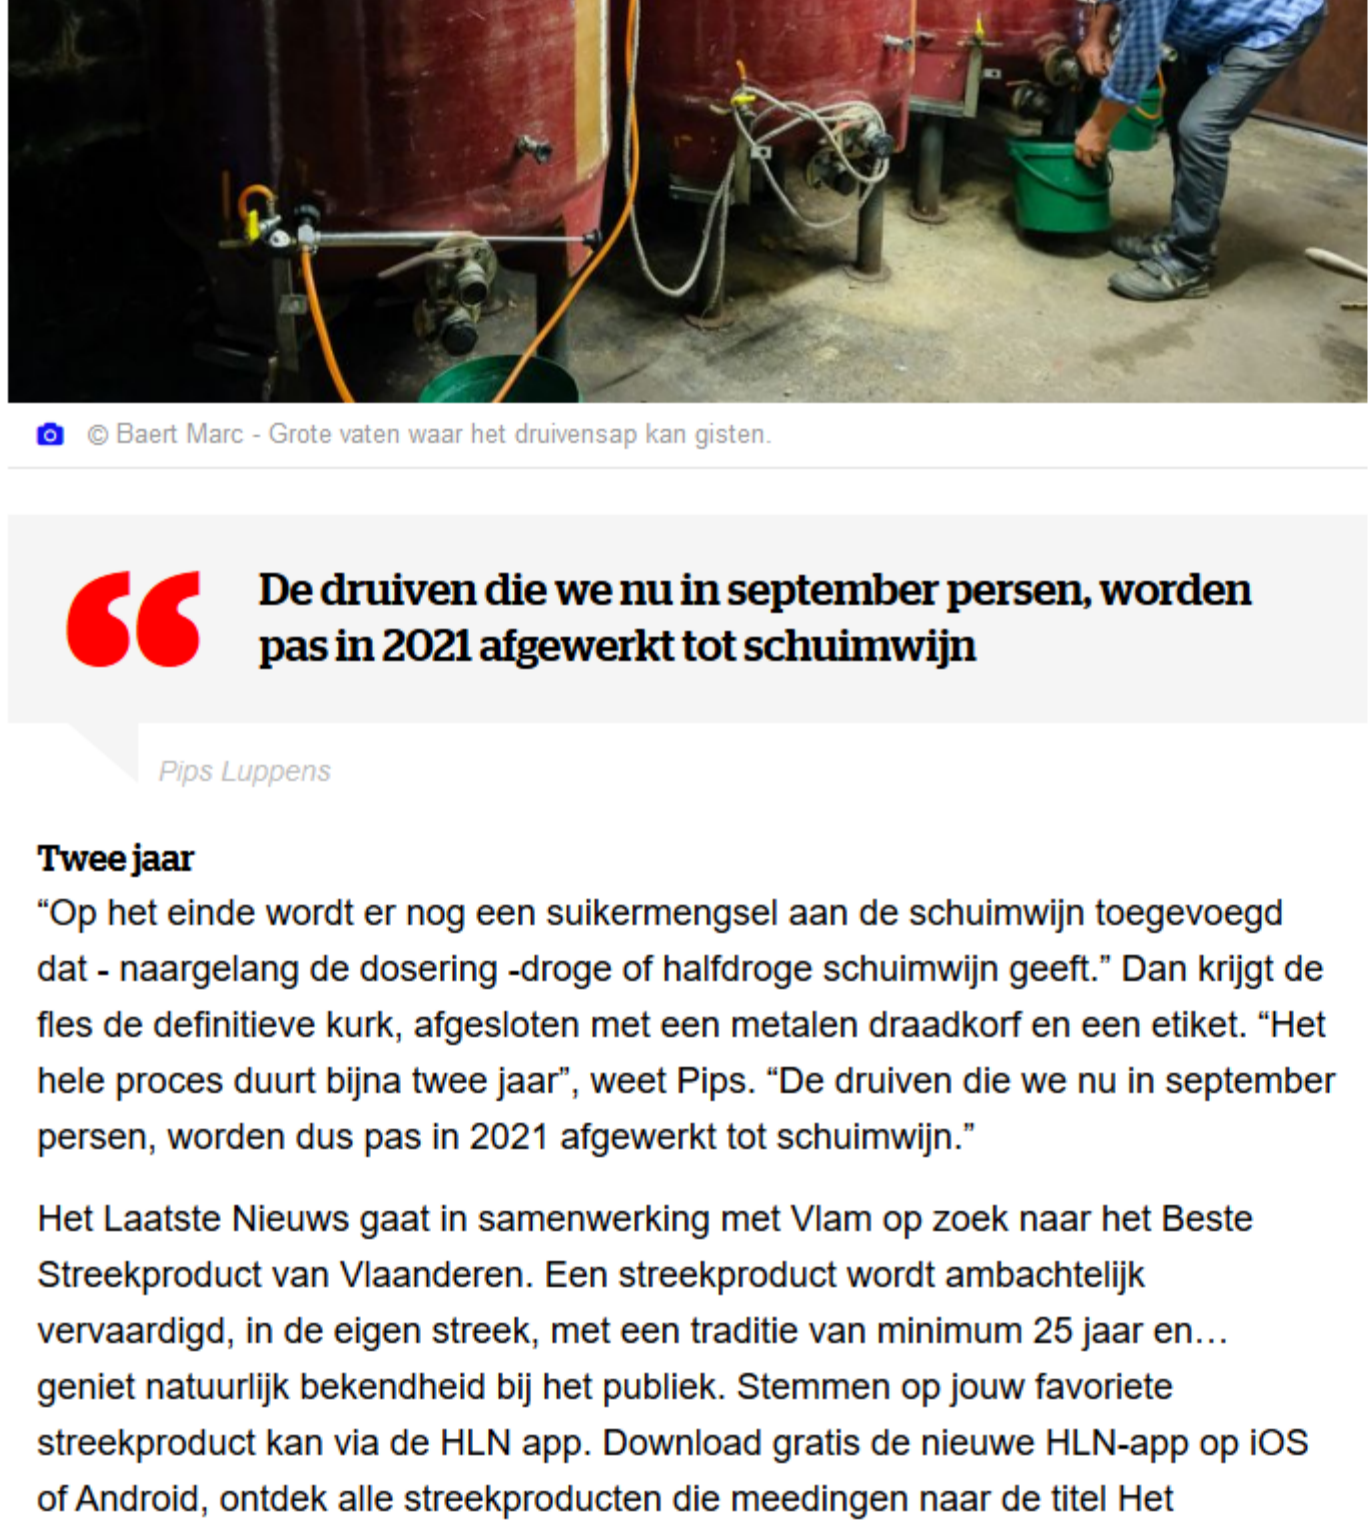 © Baert Marc - Grote vaten waar het druivensap kan gisten.
De druiven die we nu in september persen, worden
pas in 2021 afgewerkt tot schuimwijn
Pips Luppens
Twee jaar
“Op het einde wordt er nog een suikermengsel aan de schuimwijn toegevoegd
dat - naargelang de dosering -droge of halfdroge schuimwijn geeft.” Dan krijgt de
fles de definitieve kurk, afgesloten met een metalen draadkorf en een etiket. “Het
hele proces duurt bijna twee jaar”, weet Pips. “De druiven die we nu in september
persen, worden dus pas in 2021 afgewerkt tot schuimwijn.”
Het Laatste Nieuws gaat in samenwerking met Vlam op zoek naar het Beste
Streekproduct van Vlaanderen. Een streekproduct wordt ambachtelijk
vervaardigd, in de eigen streek, met een traditie van minimum 25 jaar en…
geniet natuurlijk bekendheid bij het publiek. Stemmen op jouw favoriete
streekproduct kan via de HLN app. Download gratis de nieuwe HLN-app op iOS
of Android, ontdek alle streekproducten die meedingen naar de titel Het